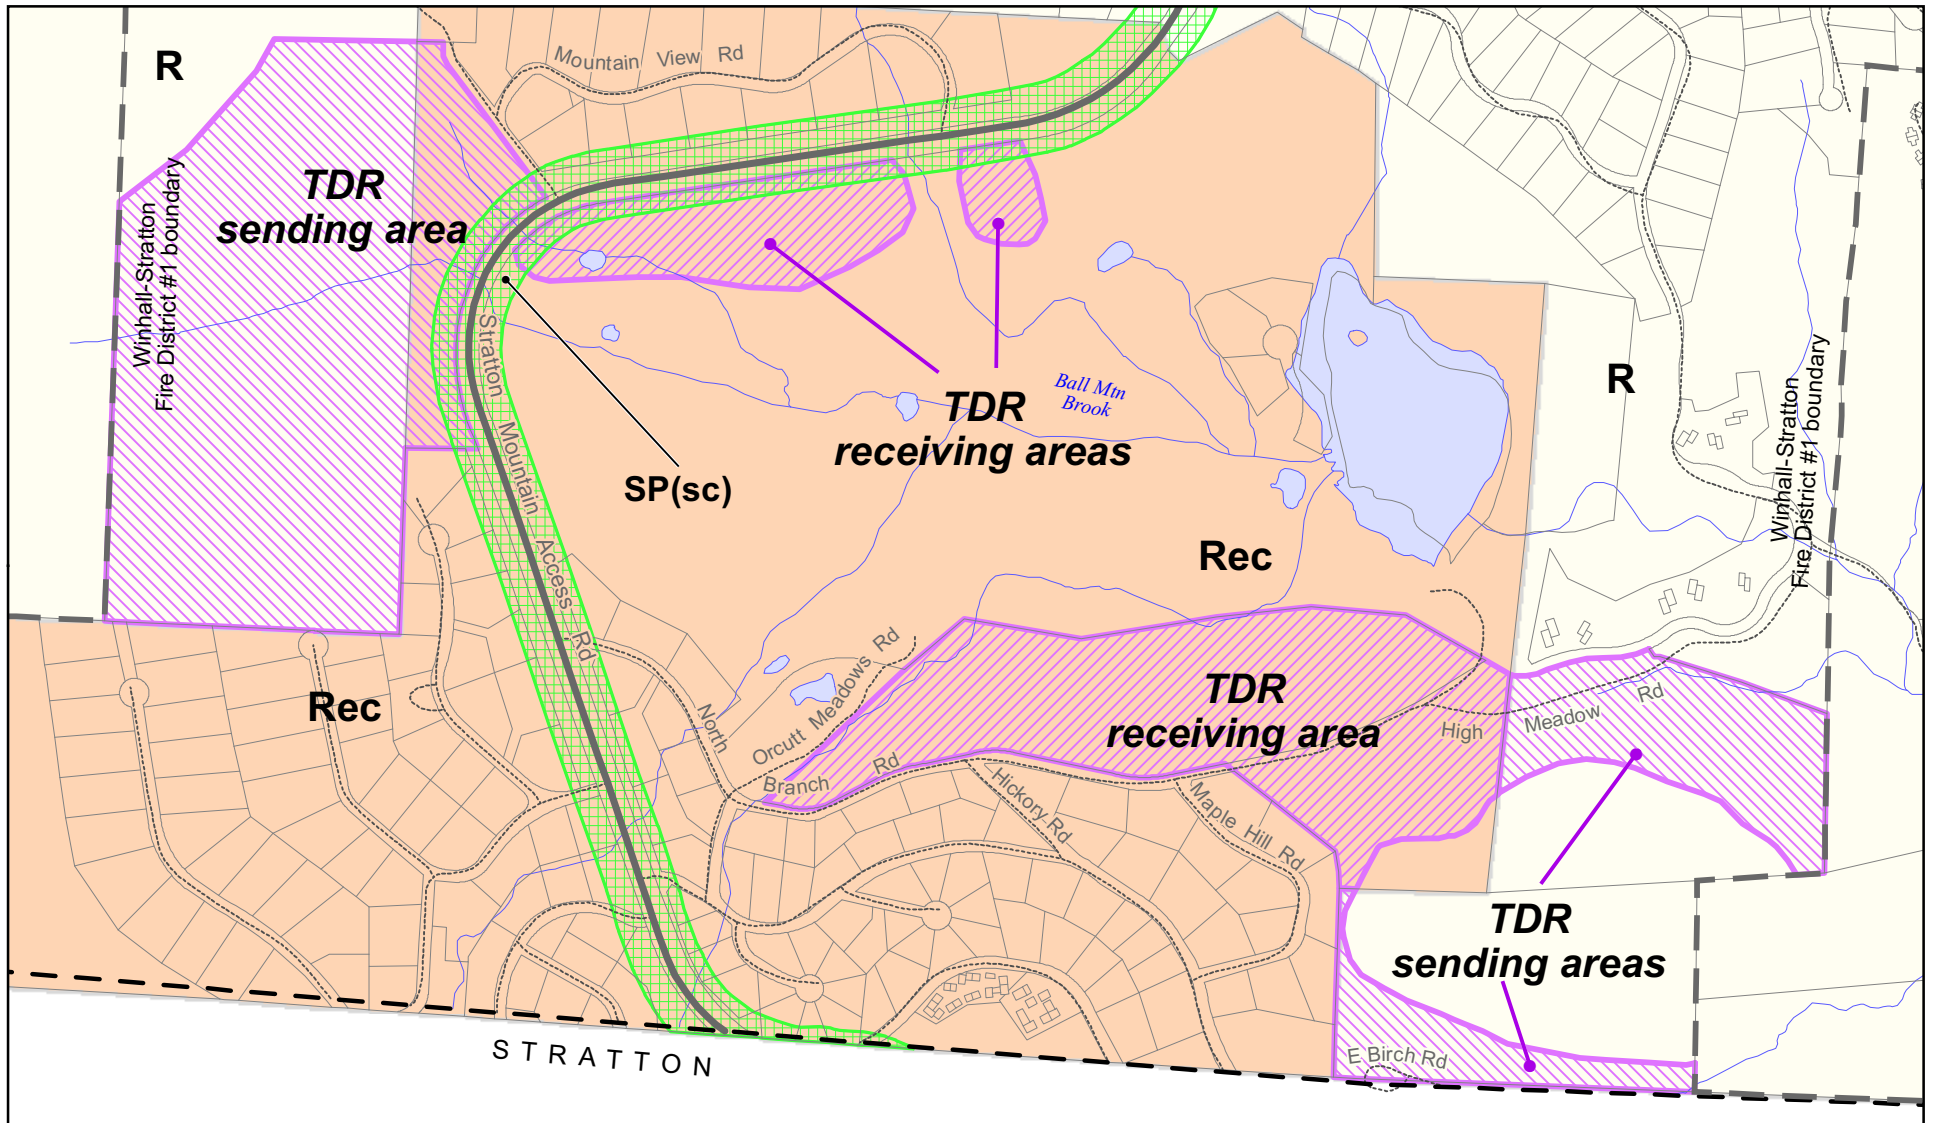 Mountain View Rd
R
TDR
sending area
Winhall-Stratton
Fire District #1 boundary
Stratton Mountain Access Rd
TDR
receiving areas
Ball Mtn
Brook
SP(sc)
R
Winhall-Stratton
Fire District #1 boundary
Rec
Rec
TDR
receiving area
North
Branch Rd
Orcutt Meadows Rd
High Meadow Rd
Hickory Rd
Maple Hill Rd
TDR
sending areas
E Birch Rd
STRATTON